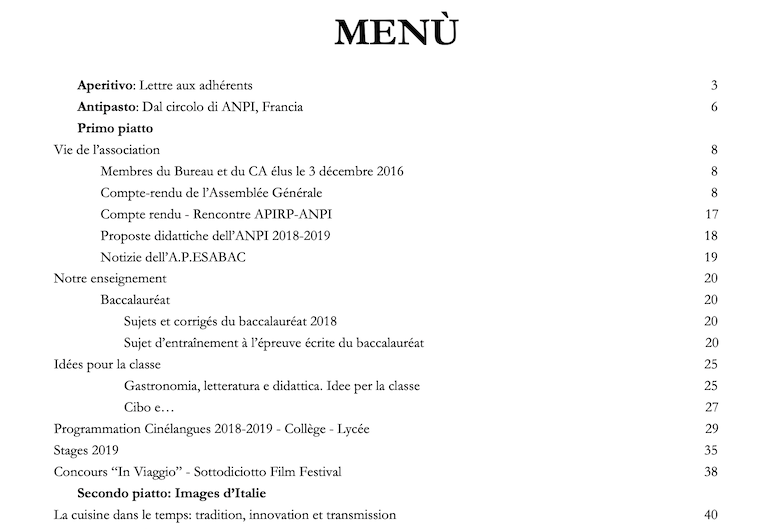 MENÙ
Aperitivo: Lettre aux adhérents 3
Antipasto: Dal circolo di ANPI, Francia 6
Primo piatto
Vie de l'association 8
Membres du Bureau et du CA élus le 3 décembre 2016 8
Compte-rendu de l'Assemblée Générale 8
Compte rendu - Rencontre APIRP-ANPI 17
Proposte didattiche dell'ANPI 2018-2019 18
Notizie dell'A.P.ESABAC 19
Notre enseignement 20
Baccalauréat 20
Sujets et corrigés du baccalauréat 2018 20
Sujet d'entraînement à l'épreuve écrite du baccalauréat 20
Idées pour la classe 25
Gastronomia, letteratura e didattica. Idee per la classe 25
Cibo e… 27
Programmation Cinélangues 2018-2019 - Collège - Lycée 29
Stages 2019 35
Concours “In Viaggio” - Sottodiciotto Film Festival 38
Secondo piatto: Images d'Italie
La cuisine dans le temps: tradition, innovation et transmission 40